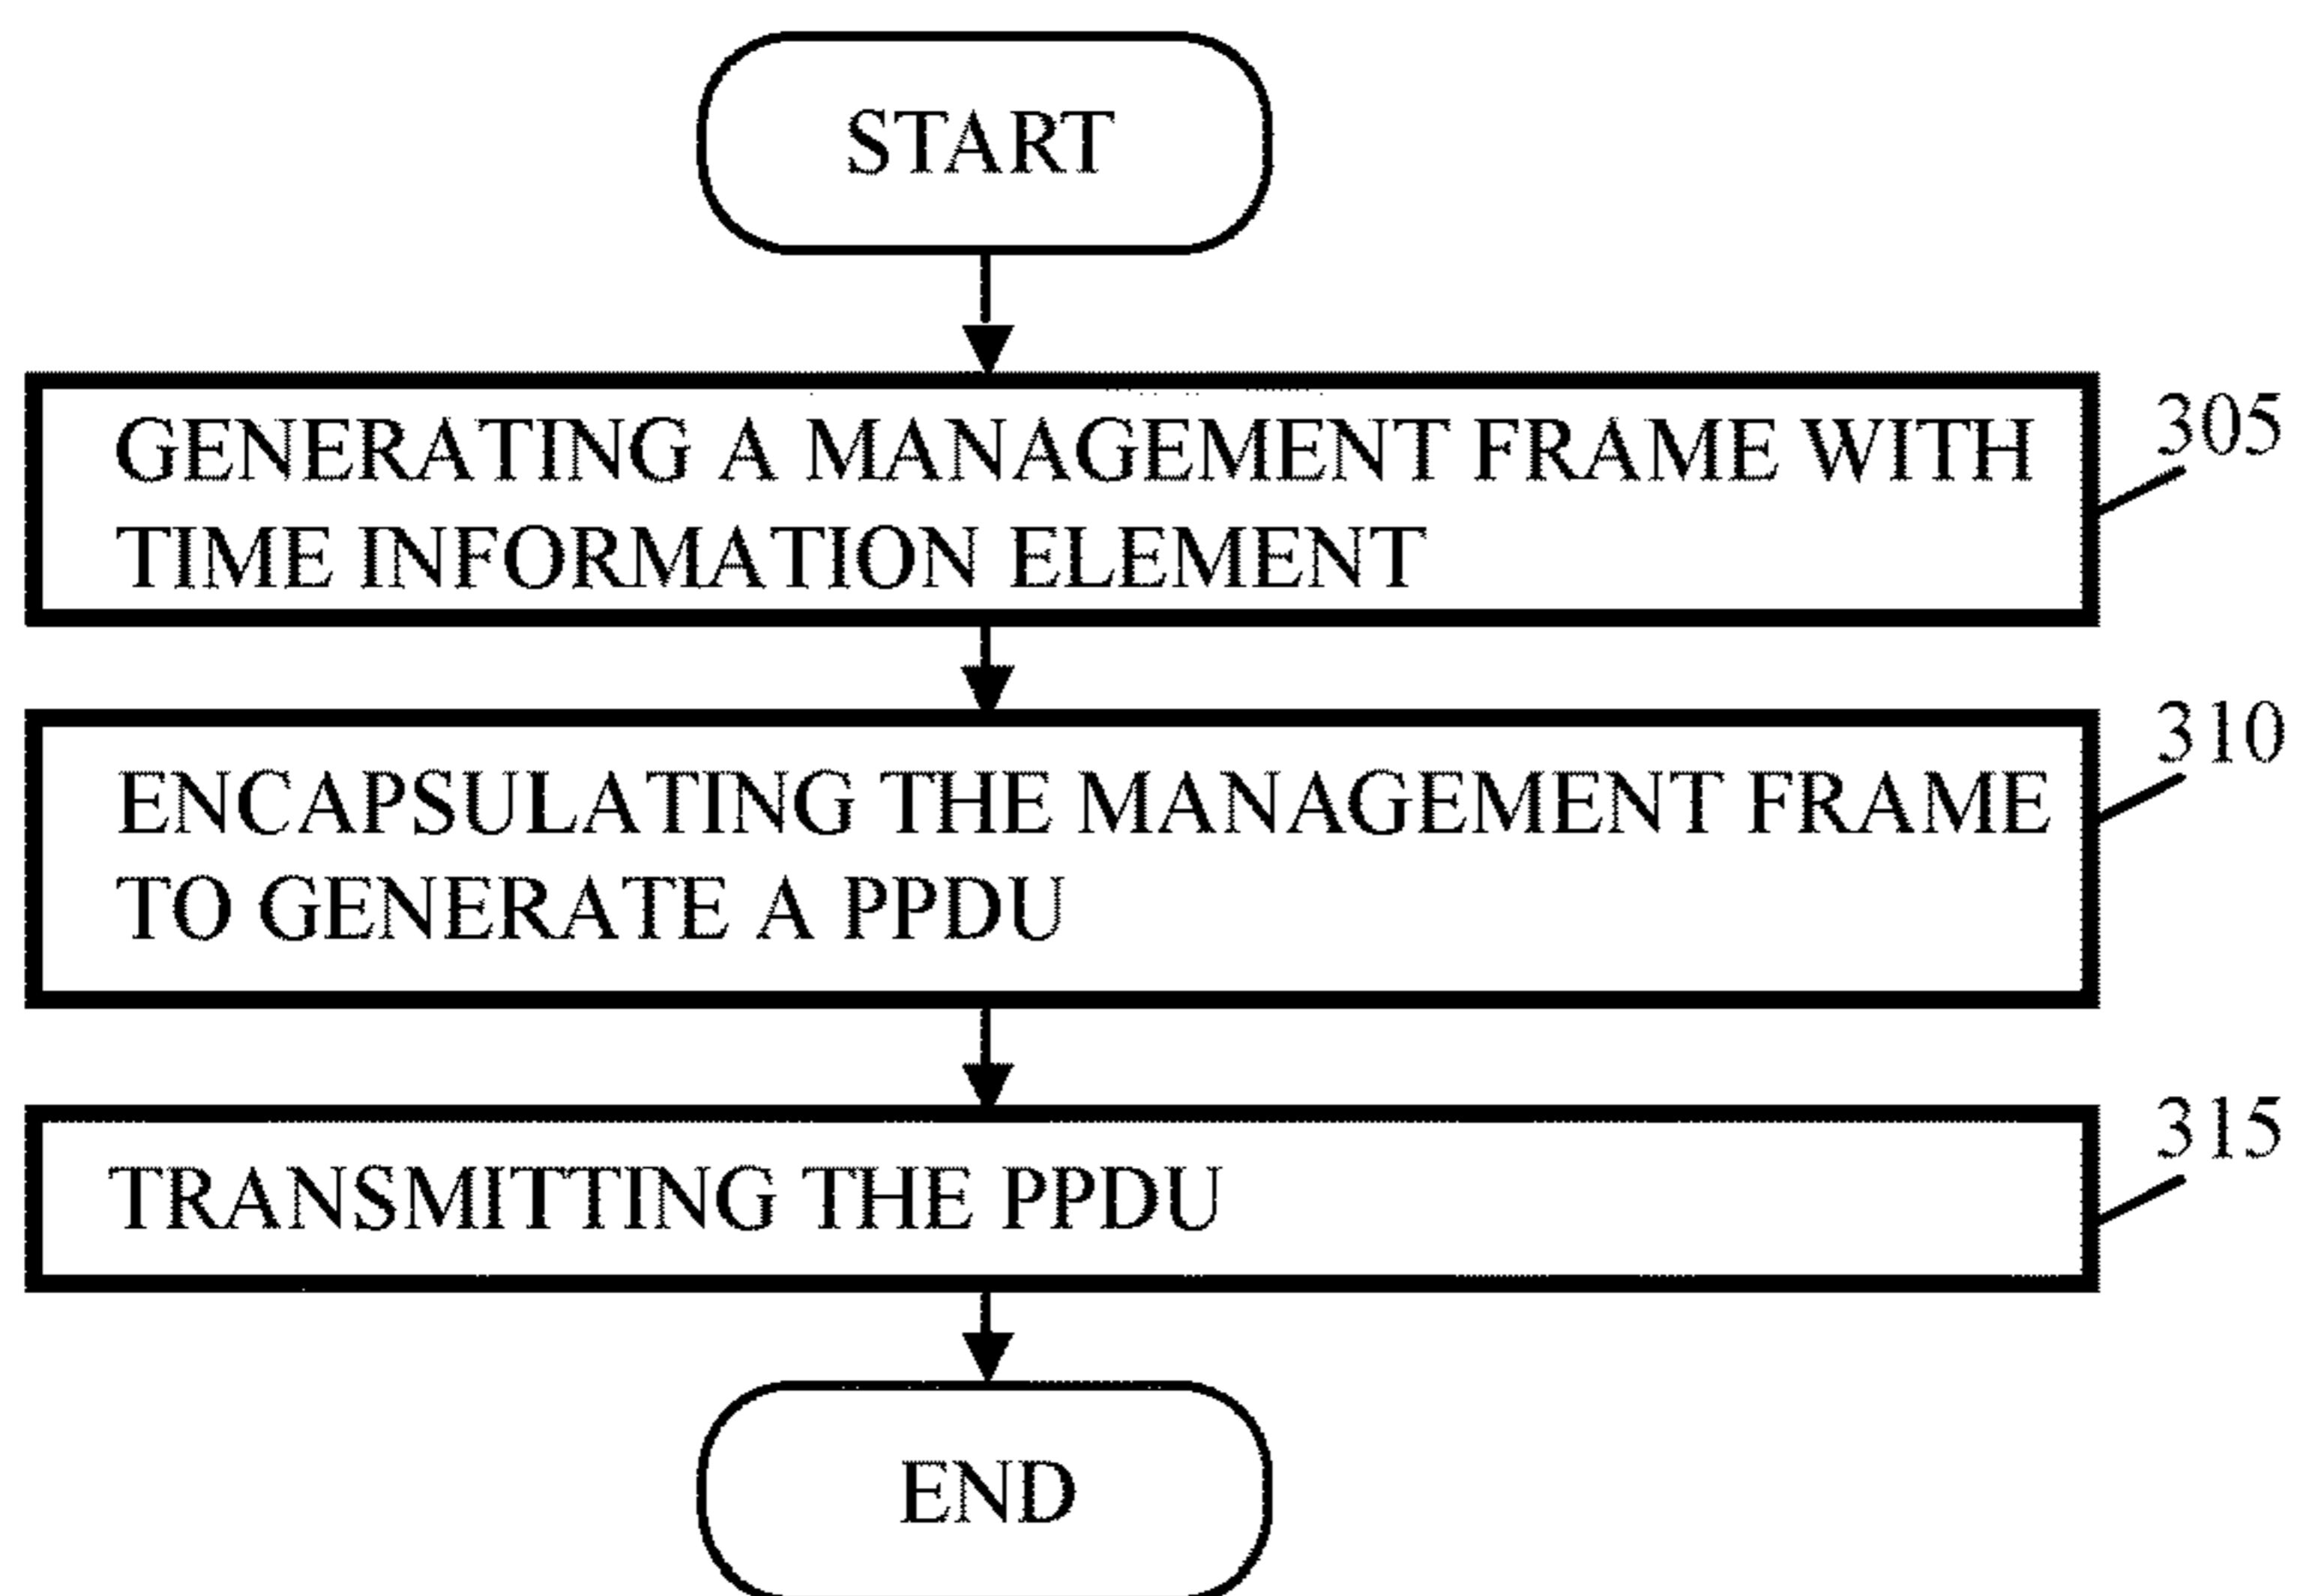 START
GENERATING A MANAGEMENT FRAME WITH
TIME INFORMATION ELEMENT
305
ENCAPSULATING THE MANAGEMENT FRAME
TO GENERATE A PPDU
310
TRANSMITTING THE PPDU
315
END